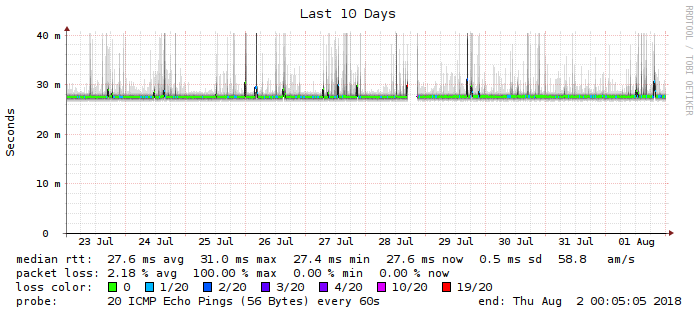 Last 10 Days
RRDTOOL / TOBI OETIKER
Seconds
40 m
30 m
20 m
10 m
0
23 Jul 24 Jul 25 Jul 26 Jul 27 Jul 28 Jul 29 Jul 30 Jul 31 Jul 01 Aug
median rtt: 27.6 ms avg 31.0 ms max 27.4 ms min 27.6 ms now 0.5 ms sd 58.8 am/s
packet loss: 2.18 % avg 100.00 % max 0.00 % min 0.00 % now
loss color: 0 1/20 2/20 3/20 4/20 10/20 19/20
probe: 20 ICMP Echo Pings (56 Bytes) every 60s end: Thu Aug 2 00:05:05 2018